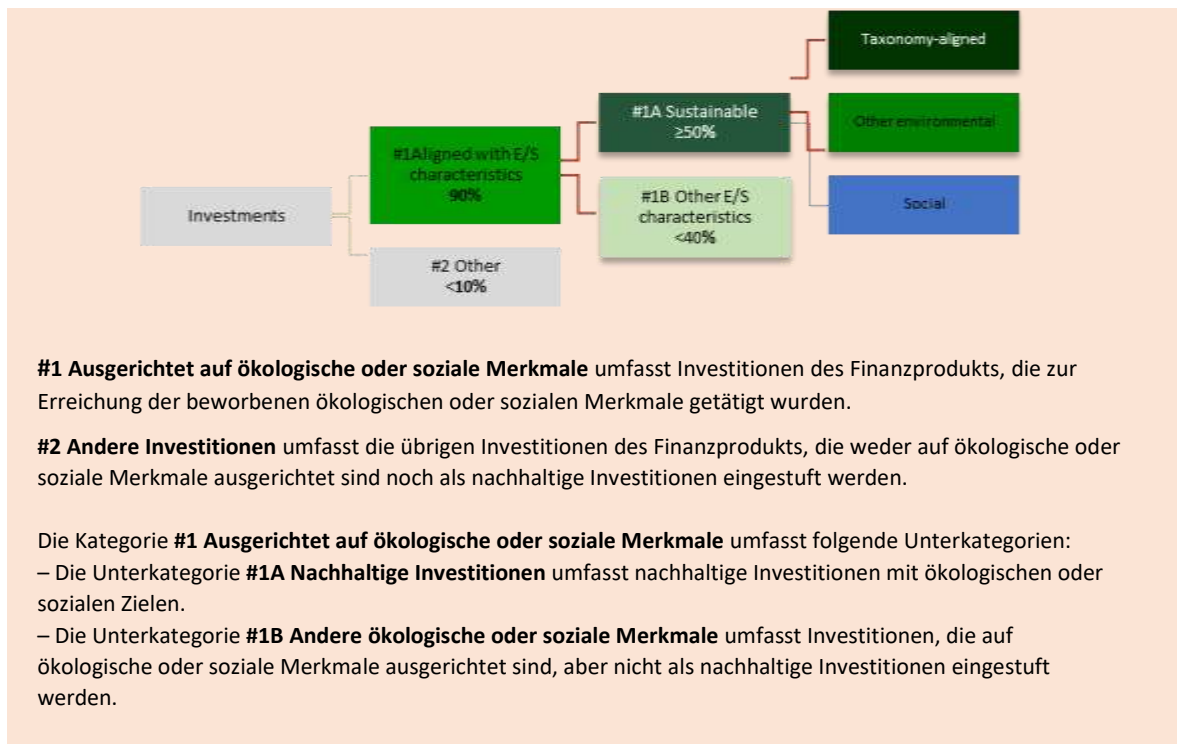 Taxonomy-aligned
#1A Sustainable
≥50%
Other environmental
#1Aligned with E/S
characteristics
90%
#1B Other E/S
characteristics
<40%
Social
Investments
#2 Other
<10%
#1 Ausgerichtet auf ökologische oder soziale Merkmale umfasst Investitionen des Finanzprodukts, die zur
Erreichung der beworbenen ökologischen oder sozialen Merkmale getätigt wurden.
#2 Andere Investitionen umfasst die übrigen Investitionen des Finanzprodukts, die weder auf ökologische oder
soziale Merkmale ausgerichtet sind noch als nachhaltige Investitionen eingestuft werden.
Die Kategorie #1 Ausgerichtet auf ökologische oder soziale Merkmale umfasst folgende Unterkategorien:
– Die Unterkategorie #1A Nachhaltige Investitionen umfasst nachhaltige Investitionen mit ökologischen oder
sozialen Zielen.
– Die Unterkategorie #1B Andere ökologische oder soziale Merkmale umfasst Investitionen, die auf
ökologische oder soziale Merkmale ausgerichtet sind, aber nicht als nachhaltige Investitionen eingestuft
werden.